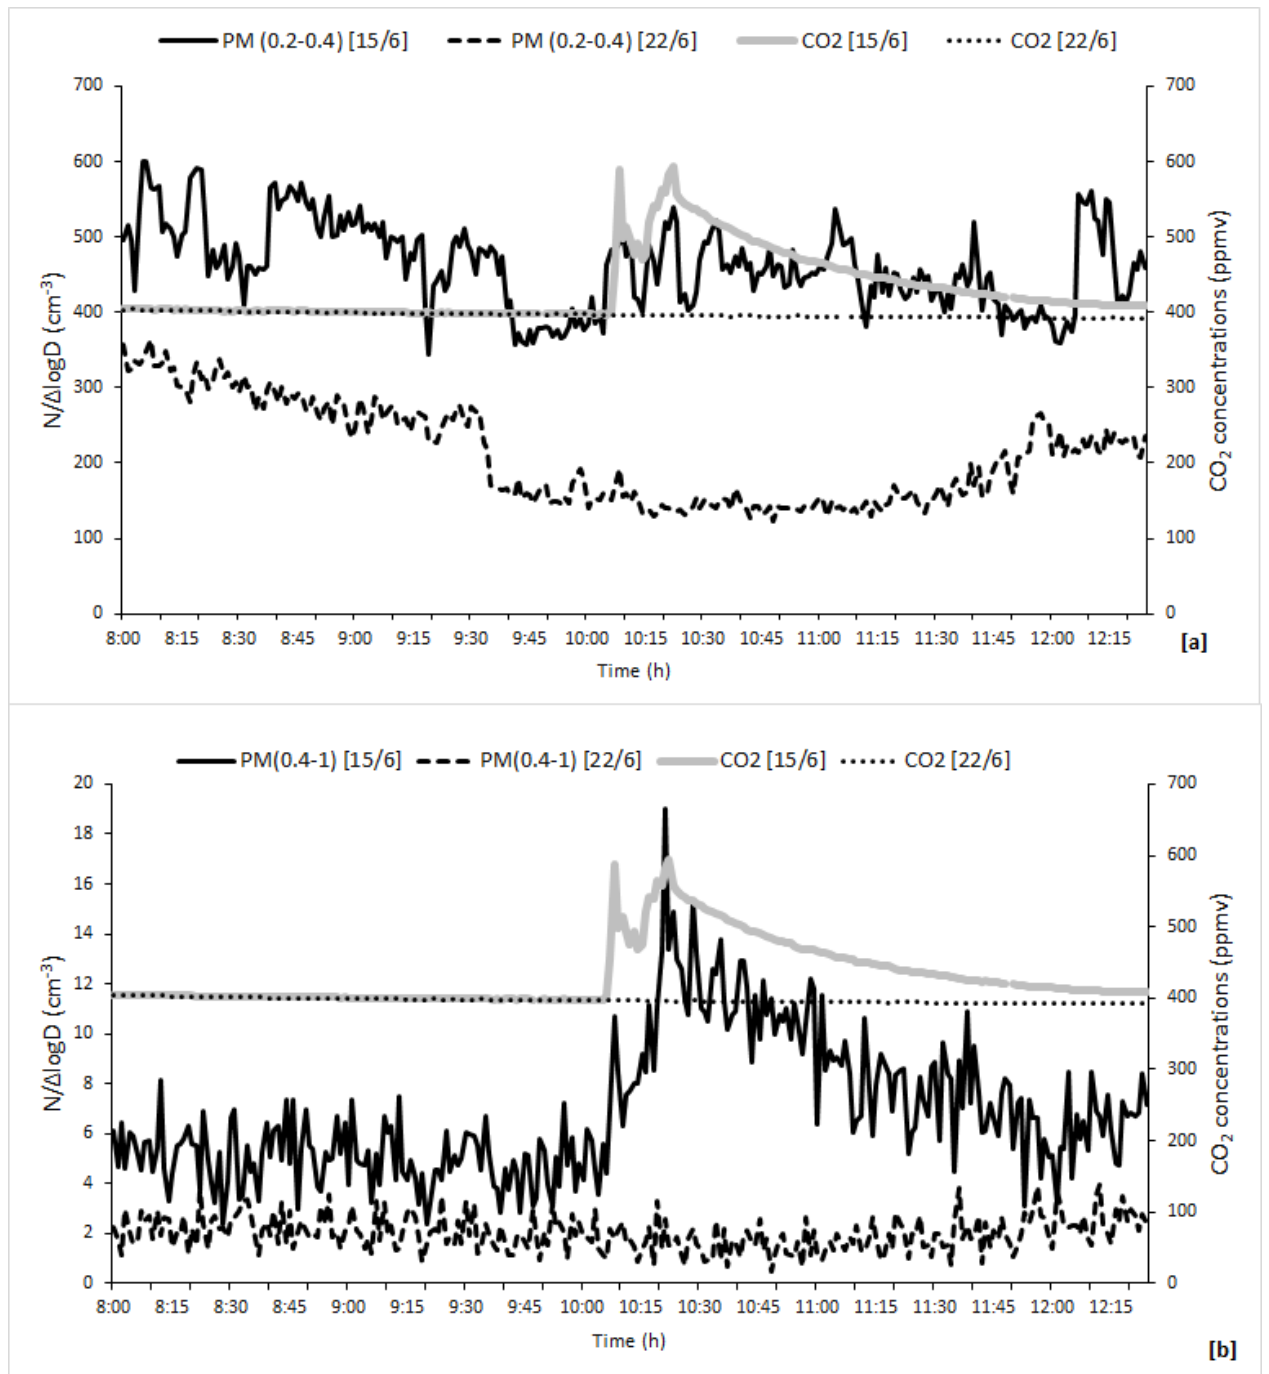 PM (0.2-0.4) [15/6] PM (0.2-0.4) [22/6] CO2 [15/6] CO2 [22/6]
700 700
600 600
500 500
400 400
300 300
200 200
100 100
0 0
N/ΔlogD (cm⁻³)
CO₂ concentrations (ppmv)
8:00 8:15 8:30 8:45 9:00 9:15 9:30 9:45 10:00 10:15 10:30 10:45 11:00 11:15 11:30 11:45 12:00 12:15
Time (h)
[a]
PM(0.4-1) [15/6] PM(0.4-1) [22/6] CO2 [15/6] CO2 [22/6]
20 700
18
16 600
14 500
12
10 400
8 300
6 200
4
2 100
0 0
N/ΔlogD (cm⁻³)
CO₂ concentrations (ppmv)
8:00 8:15 8:30 8:45 9:00 9:15 9:30 9:45 10:00 10:15 10:30 10:45 11:00 11:15 11:30 11:45 12:00 12:15
Time (h)
[b]